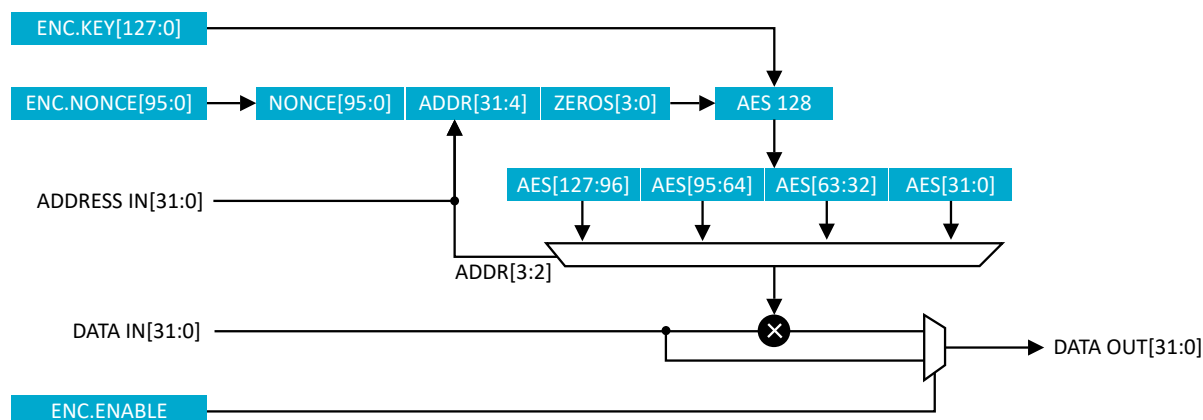 ENC.KEY[127:0]
ENC.NONCE[95:0]
NONCE[95:0]
ADDR[31:4]
ZEROS[3:0]
AES 128
AES[127:96]
AES[95:64]
AES[63:32]
AES[31:0]
ADDRESS IN[31:0]
ADDR[3:2]
DATA IN[31:0]
DATA OUT[31:0]
ENC.ENABLE